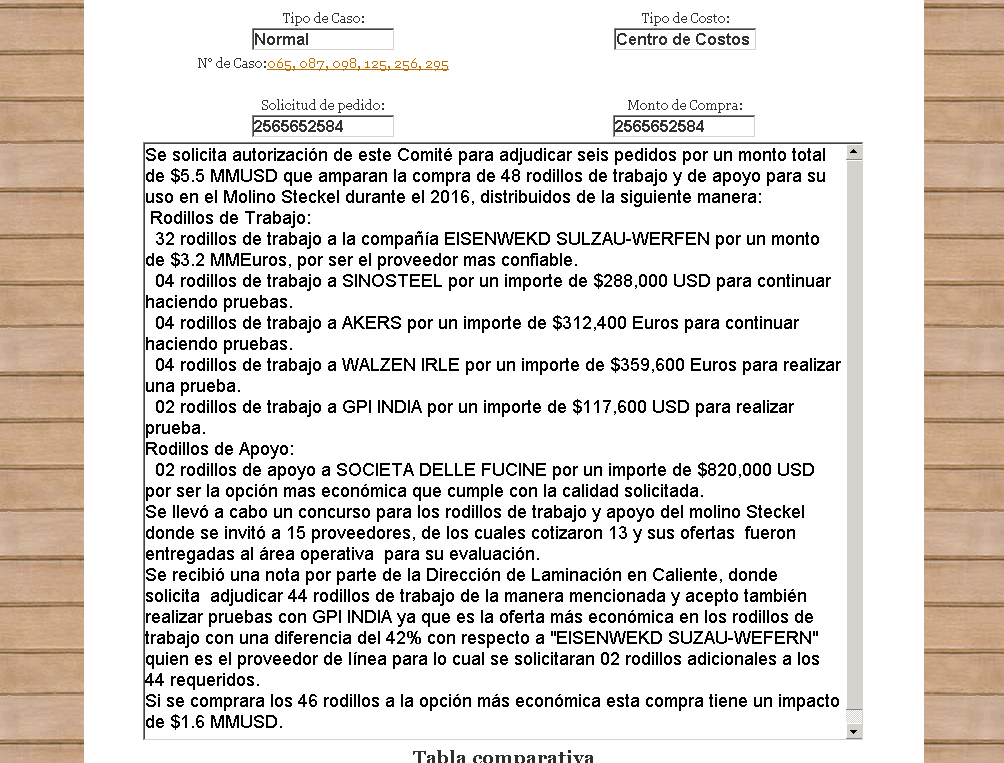 Tipo de Caso:
Tipo de Costo:
Normal
Centro de Costos
N° de Caso:065, 087, 098, 125, 256, 295
Solicitud de pedido:
Monto de Compra:
2565652584
2565652584
Se solicita autorización de este Comité para adjudicar seis pedidos por un monto total
de $5.5 MMUSD que amparan la compra de 48 rodillos de trabajo y de apoyo para su
uso en el Molino Steckel durante el 2016, distribuidos de la siguiente manera:
Rodillos de Trabajo:
32 rodillos de trabajo a la compañía EISENWEKD SULZAU-WERFEN por un monto
de $3.2 MMEuros, por ser el proveedor mas confiable.
04 rodillos de trabajo a SINOSTEEL por un importe de $288,000 USD para continuar
haciendo pruebas.
04 rodillos de trabajo a AKERS por un importe de $312,400 Euros para continuar
haciendo pruebas.
04 rodillos de trabajo a WALZEN IRLE por un importe de $359,600 Euros para realizar
una prueba.
02 rodillos de trabajo a GPI INDIA por un importe de $117,600 USD para realizar
prueba.
Rodillos de Apoyo:
02 rodillos de apoyo a SOCIETA DELLE FUCINE por un importe de $820,000 USD
por ser la opción mas económica que cumple con la calidad solicitada.
Se llevó a cabo un concurso para los rodillos de trabajo y apoyo del molino Steckel
donde se invitó a 15 proveedores, de los cuales cotizaron 13 y sus ofertas  fueron
entregadas al área operativa  para su evaluación.
Se recibió una nota por parte de la Dirección de Laminación en Caliente, donde
solicita  adjudicar 44 rodillos de trabajo de la manera mencionada y acepto también
realizar pruebas con GPI INDIA ya que es la oferta más económica en los rodillos de
trabajo con una diferencia del 42% con respecto a "EISENWEKD SUZAU-WEFERN"
quien es el proveedor de línea para lo cual se solicitaran 02 rodillos adicionales a los
44 requeridos.
Si se comprara los 46 rodillos a la opción más económica esta compra tiene un impacto
de $1.6 MMUSD.
Tabla comparativa